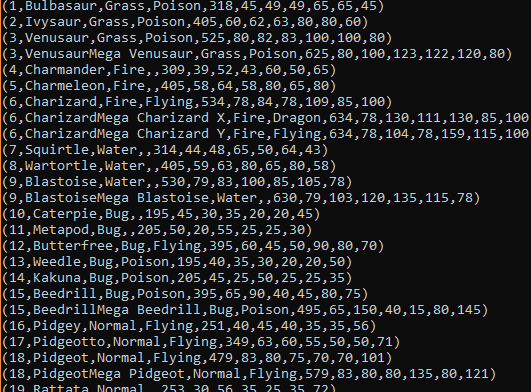 (1,Bulbasaur,Grass,Poison,318,45,49,49,65,65,45)
(2,Ivysaur,Grass,Poison,405,60,62,63,80,80,60)
(3,Venusaur,Grass,Poison,525,80,82,83,100,100,80)
(3,VenusaurMega Venusaur,Grass,Poison,625,80,100,123,122,120,80)
(4,Charmander,Fire,,309,39,52,43,60,50,65)
(5,Charmeleon,Fire,,405,58,64,58,80,65,80)
(6,Charizard,Fire,Flying,534,78,84,78,109,85,100)
(6,CharizardMega Charizard X,Fire,Dragon,634,78,130,111,130,85,100
(6,CharizardMega Charizard Y,Fire,Flying,634,78,104,78,159,115,100
(7,Squirtle,Water,,314,44,48,65,50,64,43)
(8,Wartortle,Water,,405,59,63,80,65,80,58)
(9,Blastoise,Water,,530,79,83,100,85,105,78)
(9,BlastoiseMega Blastoise,Water,,630,79,103,120,135,115,78)
(10,Caterpie,Bug,,195,45,30,35,20,20,45)
(11,Metapod,Bug,,205,50,20,55,25,25,30)
(12,Butterfree,Bug,Flying,395,60,45,50,90,80,70)
(13,Weedle,Bug,Poison,195,40,35,30,20,20,50)
(14,Kakuna,Bug,Poison,205,45,25,50,25,25,35)
(15,Beedrill,Bug,Poison,395,65,90,40,45,80,75)
(15,BeedrillMega Beedrill,Bug,Poison,495,65,150,40,15,80,145)
(16,Pidgey,Normal,Flying,251,40,45,40,35,35,56)
(17,Pidgeotto,Normal,Flying,349,63,60,55,50,50,71)
(18,Pidgeot,Normal,Flying,479,83,80,75,70,70,101)
(18,PidgeotMega Pidgeot,Normal,Flying,579,83,80,80,135,80,121)
(19,Rattata,Normal,,253,30,56,35,25,35,72)